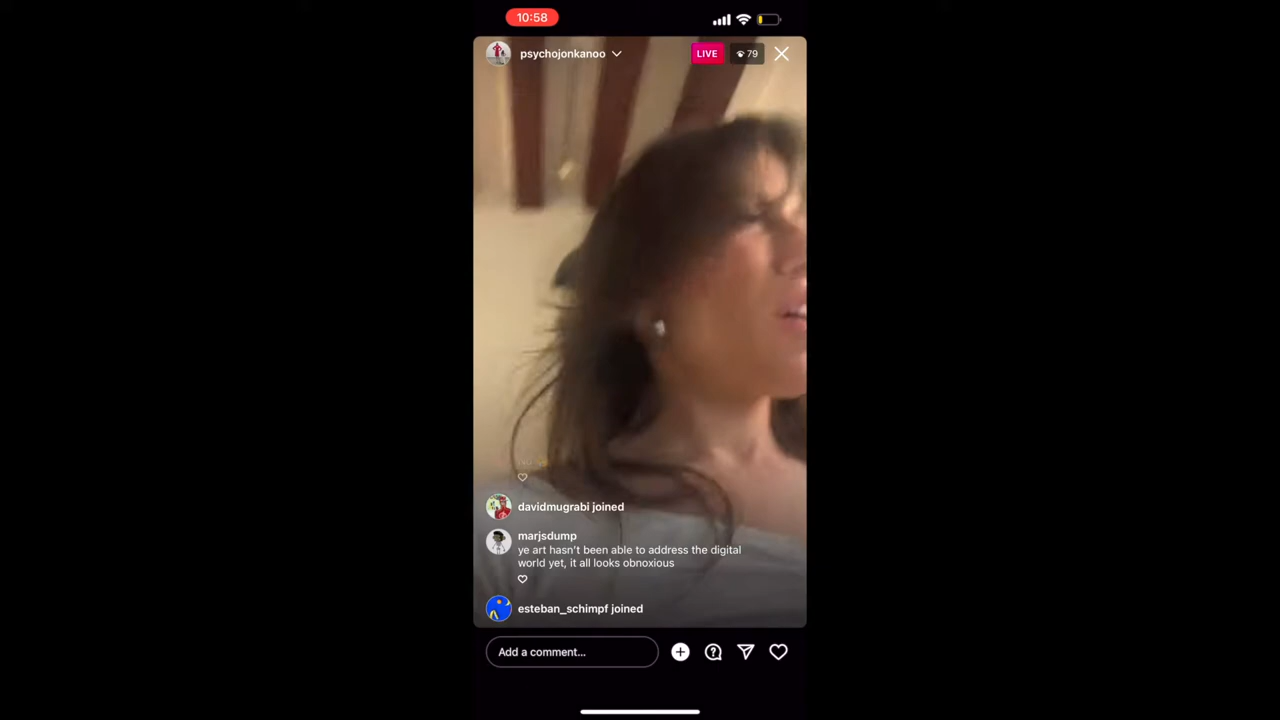 10:58
psychojonkanoo
LIVE
79
davidmugrabi joined
marjsdump
ye art hasn't been able to address the digital
world yet, it all looks obnoxious
esteban_schimpf joined
Add a comment...